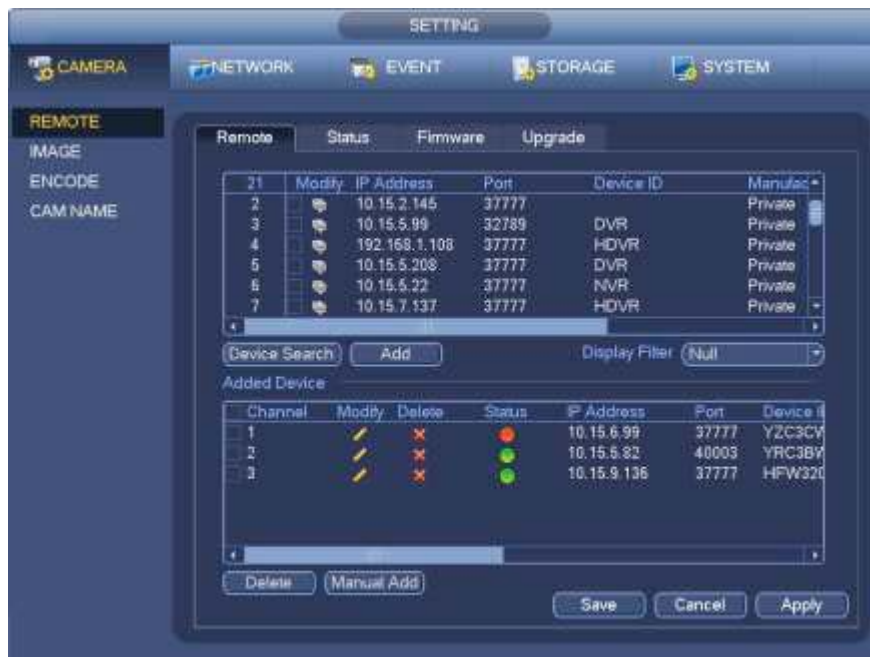 SETTING
CAMERA NETWORK EVENT STORAGE SYSTEM
REMOTE
IMAGE
ENCODE
CAM NAME
Remote Status Firmware Upgrade
21 Modify IP Address Port Device ID Manufac
2 10.15.2.145 37777 Private
3 10.15.5.99 32789 DVR Private
4 192.168.1.108 37777 HDVR Private
5 10.15.5.208 37777 DVR Private
6 10.15.5.22 37777 NVR Private
7 10.15.7.137 37777 HDVR Private
Device Search Add Display Filter Null
Added Device
Channel Modify Delete Status IP Address Port Device I
1 10.15.6.99 37777 YZC3CW
2 10.15.5.82 40003 YRC3BW
3 10.15.9.136 37777 HFW320
Delete Manual Add
Save Cancel Apply